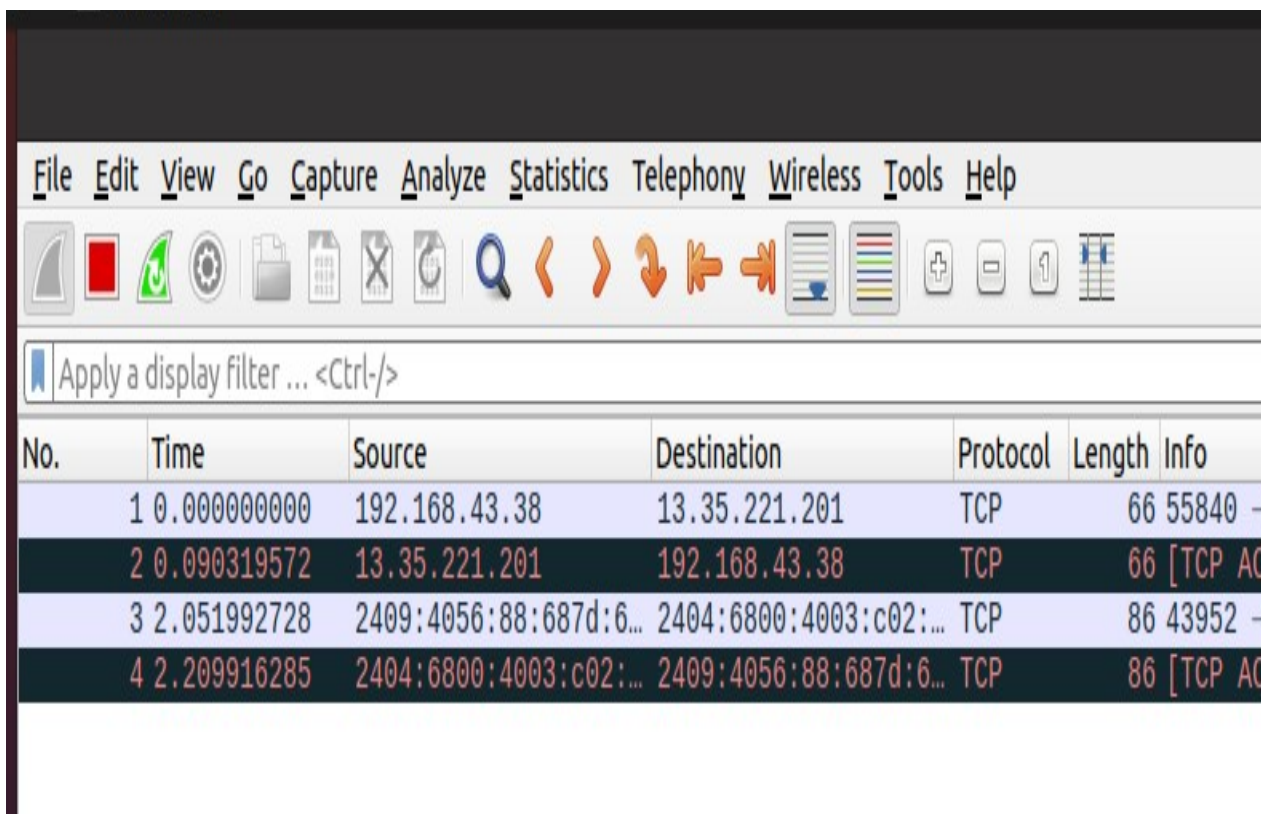 File Edit View Go Capture Analyze Statistics Telephony Wireless Tools Help
Apply a display filter ... <Ctrl-/>
No. Time Source Destination Protocol Length Info
1 0.000000000 192.168.43.38 13.35.221.201 TCP 66 55840 –
2 0.090319572 13.35.221.201 192.168.43.38 TCP 66 [TCP AC
3 2.051992728 2409:4056:88:687d:6… 2404:6800:4003:c02:… TCP 86 43952 –
4 2.209916285 2404:6800:4003:c02:… 2409:4056:88:687d:6… TCP 86 [TCP AC